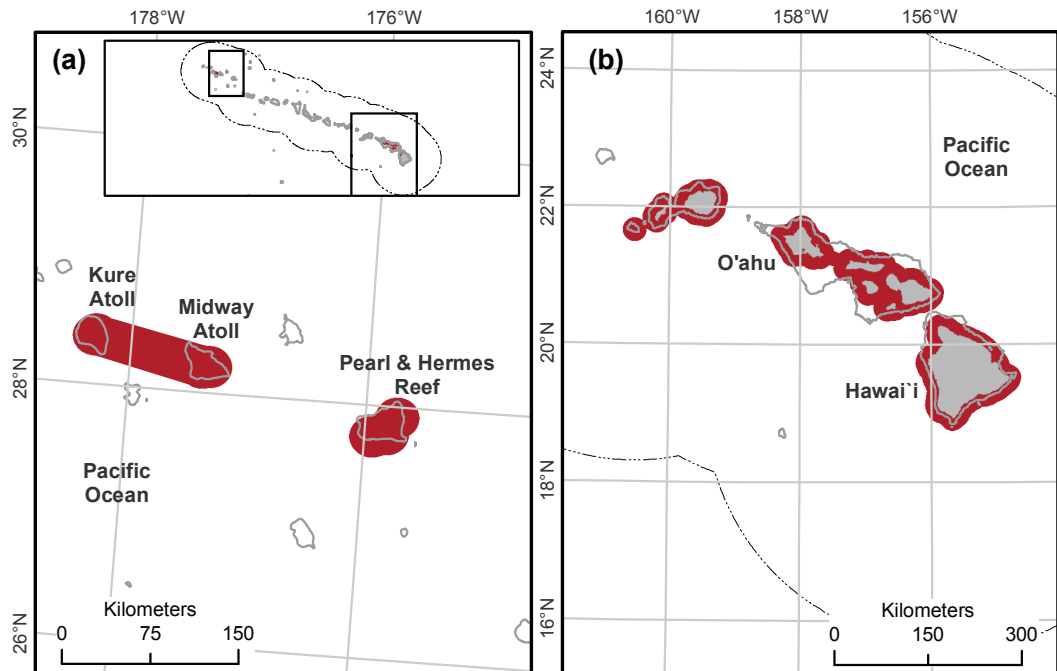 178°W
176°W
160°W
158°W
156°W
(a)
30°N
28°N
26°N
Kure
Atoll
Midway
Atoll
Pearl & Hermes
Reef
Pacific
Ocean
Kilometers
0 75 150
(b)
24°N
22°N
20°N
18°N
16°N
Pacific
Ocean
O'ahu
Hawai`i
Kilometers
0 150 300